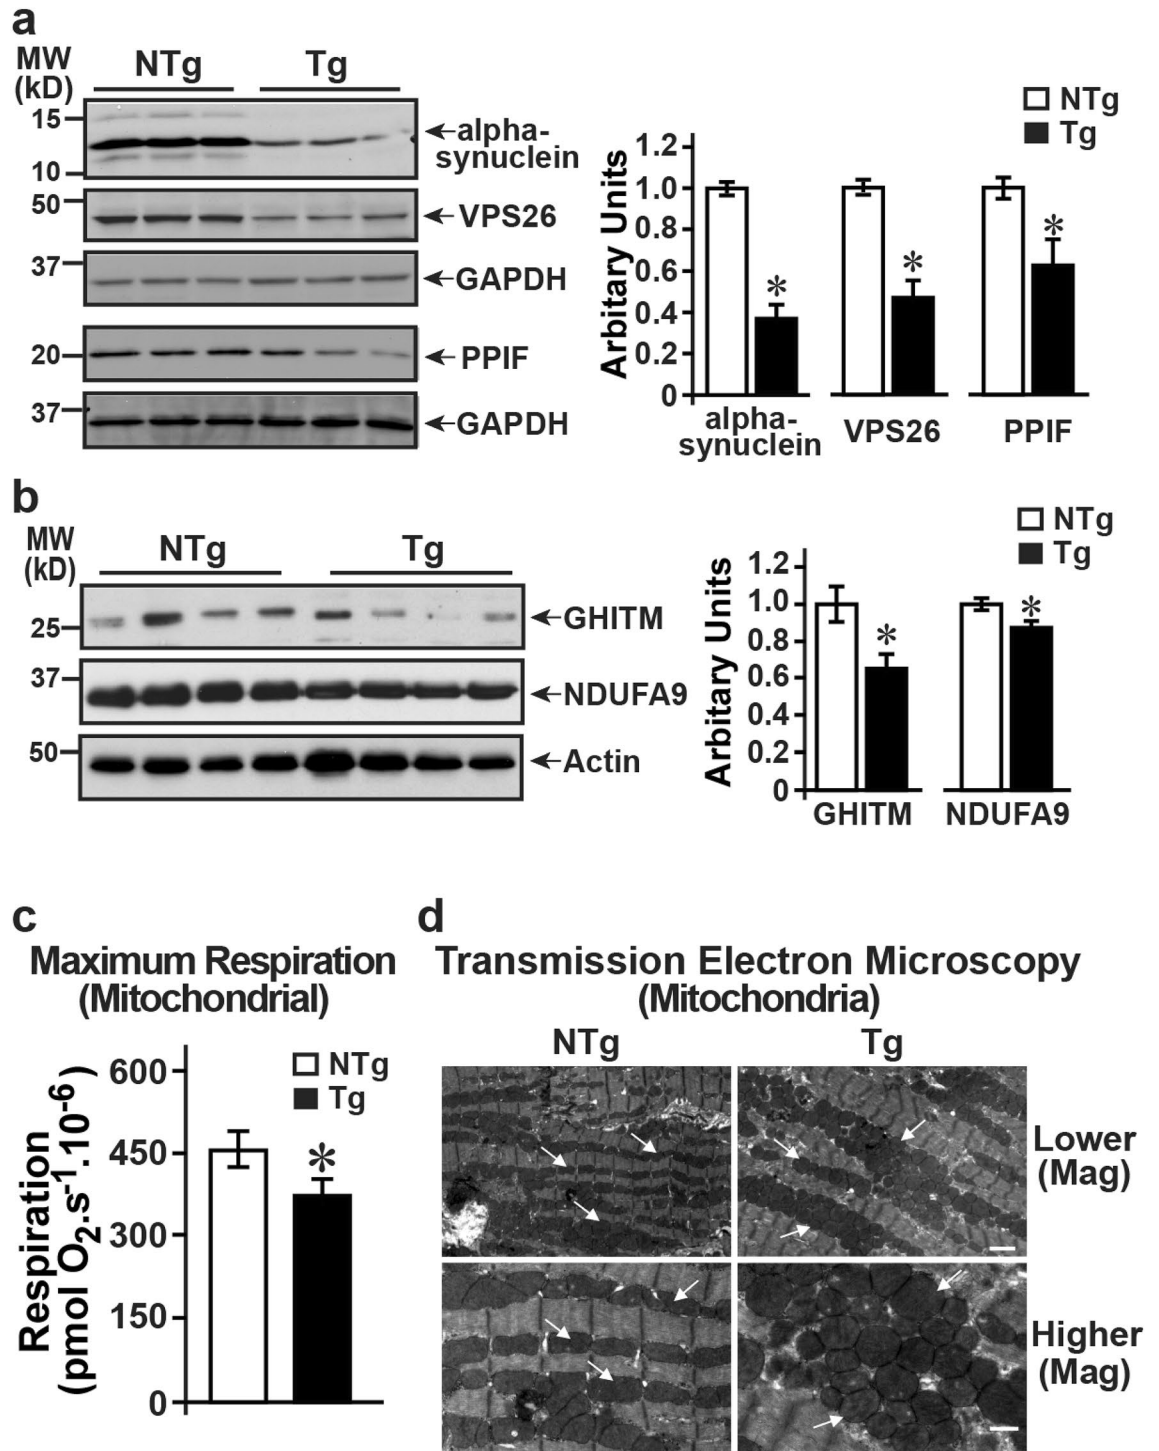 a
MW
(kD)
NTg
Tg
15
10
alpha-
synuclein
50
VPS26
37
GAPDH
20
PPIF
37
GAPDH
NTg
Tg
Arbitary Units
1.2
1.0
0.8
0.6
0.4
0.2
0
*
*
*
alpha-
synuclein
VPS26
PPIF
b
MW
(kD)
NTg
Tg
25
GHITM
37
NDUFA9
50
Actin
NTg
Tg
Arbitary Units
1.2
1.0
0.8
0.6
0.4
0.2
0
*
*
GHITM
NDUFA9
c
Maximum Respiration
(Mitochondrial)
NTg
Tg
Respiration
(pmol O2.s-1.10-6)
600
450
300
150
0
*
d
Transmission Electron Microscopy
(Mitochondria)
NTg
Tg
Lower
(Mag)
Higher
(Mag)